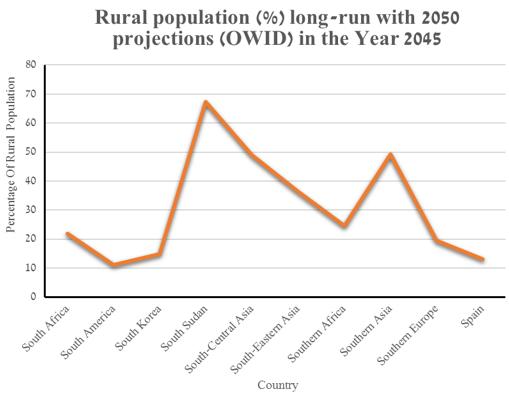 Rural population (%) long-run with 2050
projections (OWID) in the Year 2045
Percentage Of Rural Population
80
70
60
50
40
30
20
10
0
South Africa
South America
South Korea
South Sudan
South-Central Asia
South-Eastern Asia
Southern Africa
Southern Asia
Southern Europe
Spain
Country